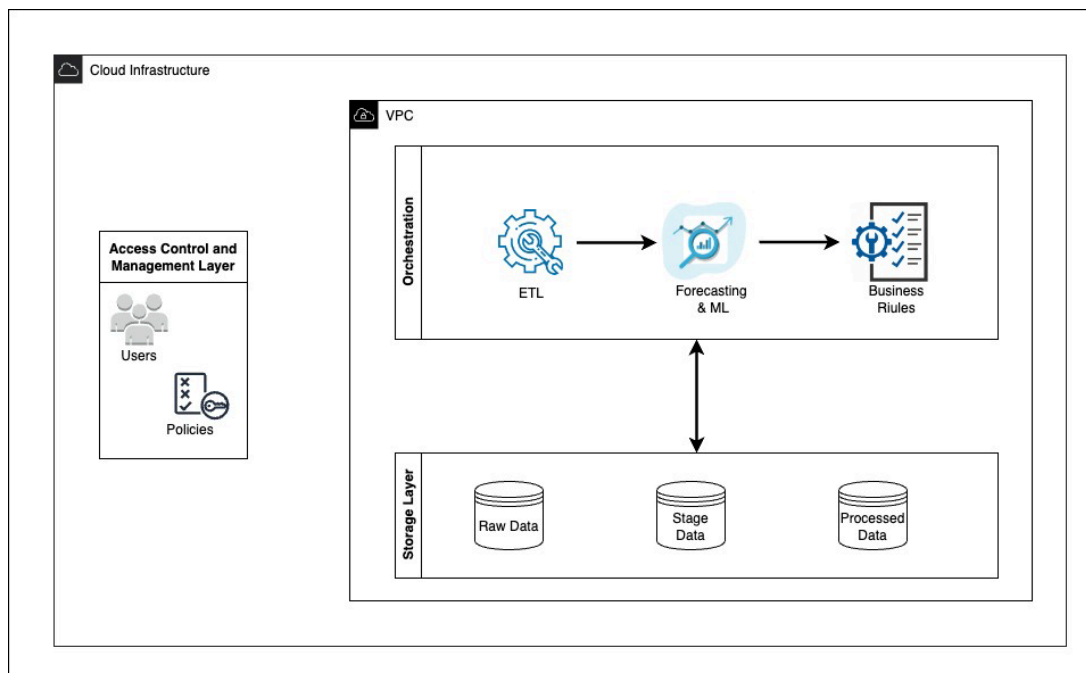 Cloud Infrastructure
VPC
Access Control and
Management Layer
Users
Policies
Orchestration
ETL
Forecasting
& ML
Business
Riules
Storage Layer
Raw Data
Stage
Data
Processed
Data